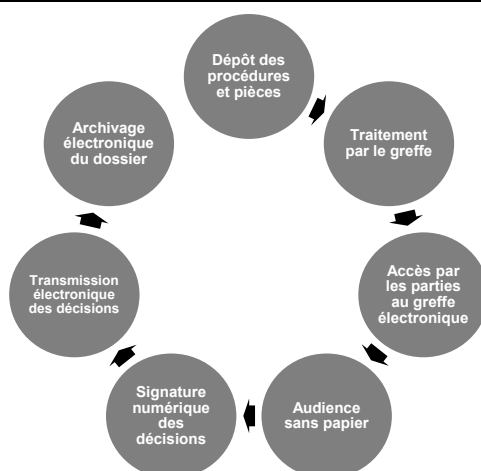 Dépôt des
procédures
et pièces
Traitement
par le greffe
Accès par
les parties
au greffe
électronique
Audience
sans papier
Signature
numérique
des
décisions
Transmission
électronique
des décisions
Archivage
électronique
du dossier